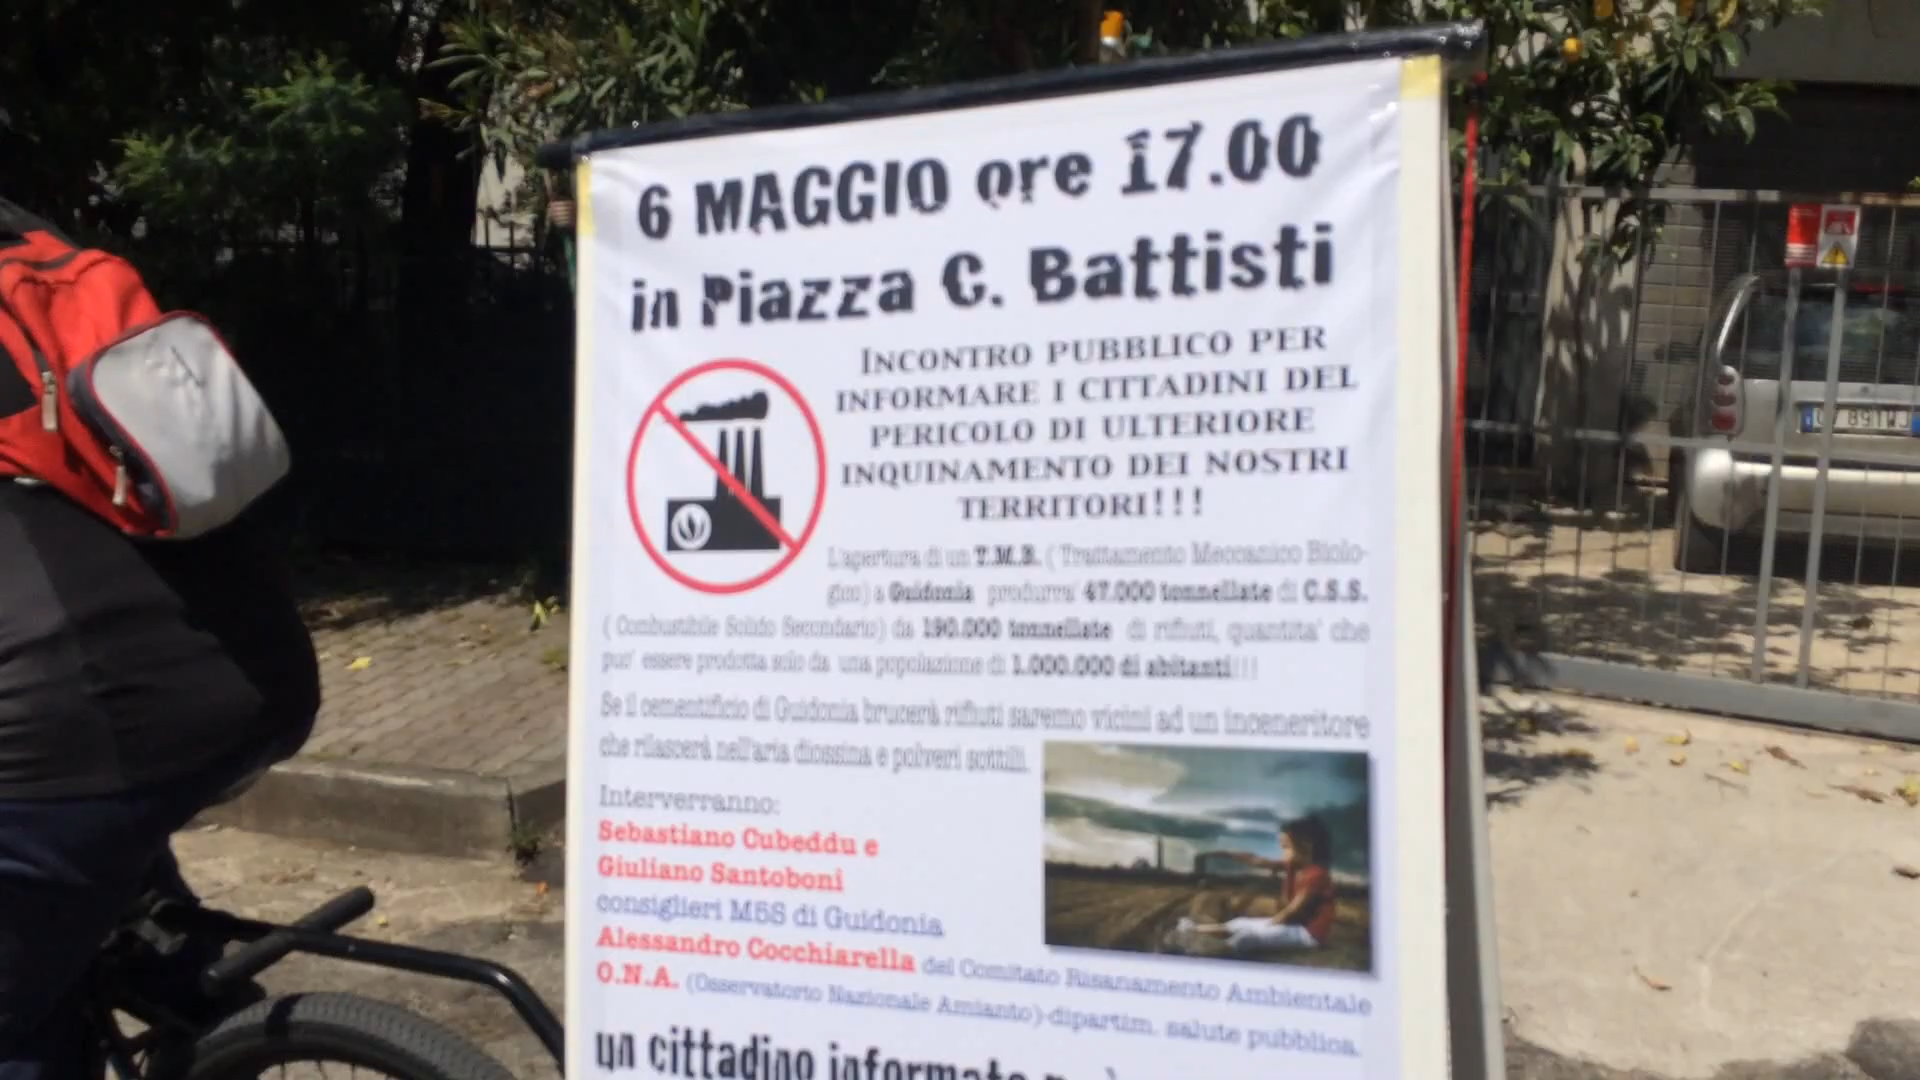 6 MAGGIO ore 17.00
in Piazza C. Battisti
INCONTRO PUBBLICO PER
INFORMARE I CITTADINI DEL
PERICOLO DI ULTERIORE
INQUINAMENTO DEI NOSTRI
TERRITORI!!!
L'apertura di un T.M.B. ( Trattamento Meccanico Biolo-
gico) a Guidonia produrra' 47.000 tonnellate di C.S.S.
( Combustibile Solido Secondario) da 190.000 tonnellate di rifiuti, quantita' che
puo' essere prodotta solo da una popolazione di 1.000.000 di abitanti!!!
Se il cementificio di Guidonia brucerà rifiuti saremo vicini ad un inceneritore
che rilascerà nell'aria diossina e polveri sottili.
Interverranno:
Sebastiano Cubeddu e
Giuliano Santoboni
consiglieri M5S di Guidonia
Alessandro Cocchiarella del Comitato Risanamento Ambientale
O.N.A. (Osservatorio Nazionale Amianto)-dipartim. salute pubblica.
un cittadino informato